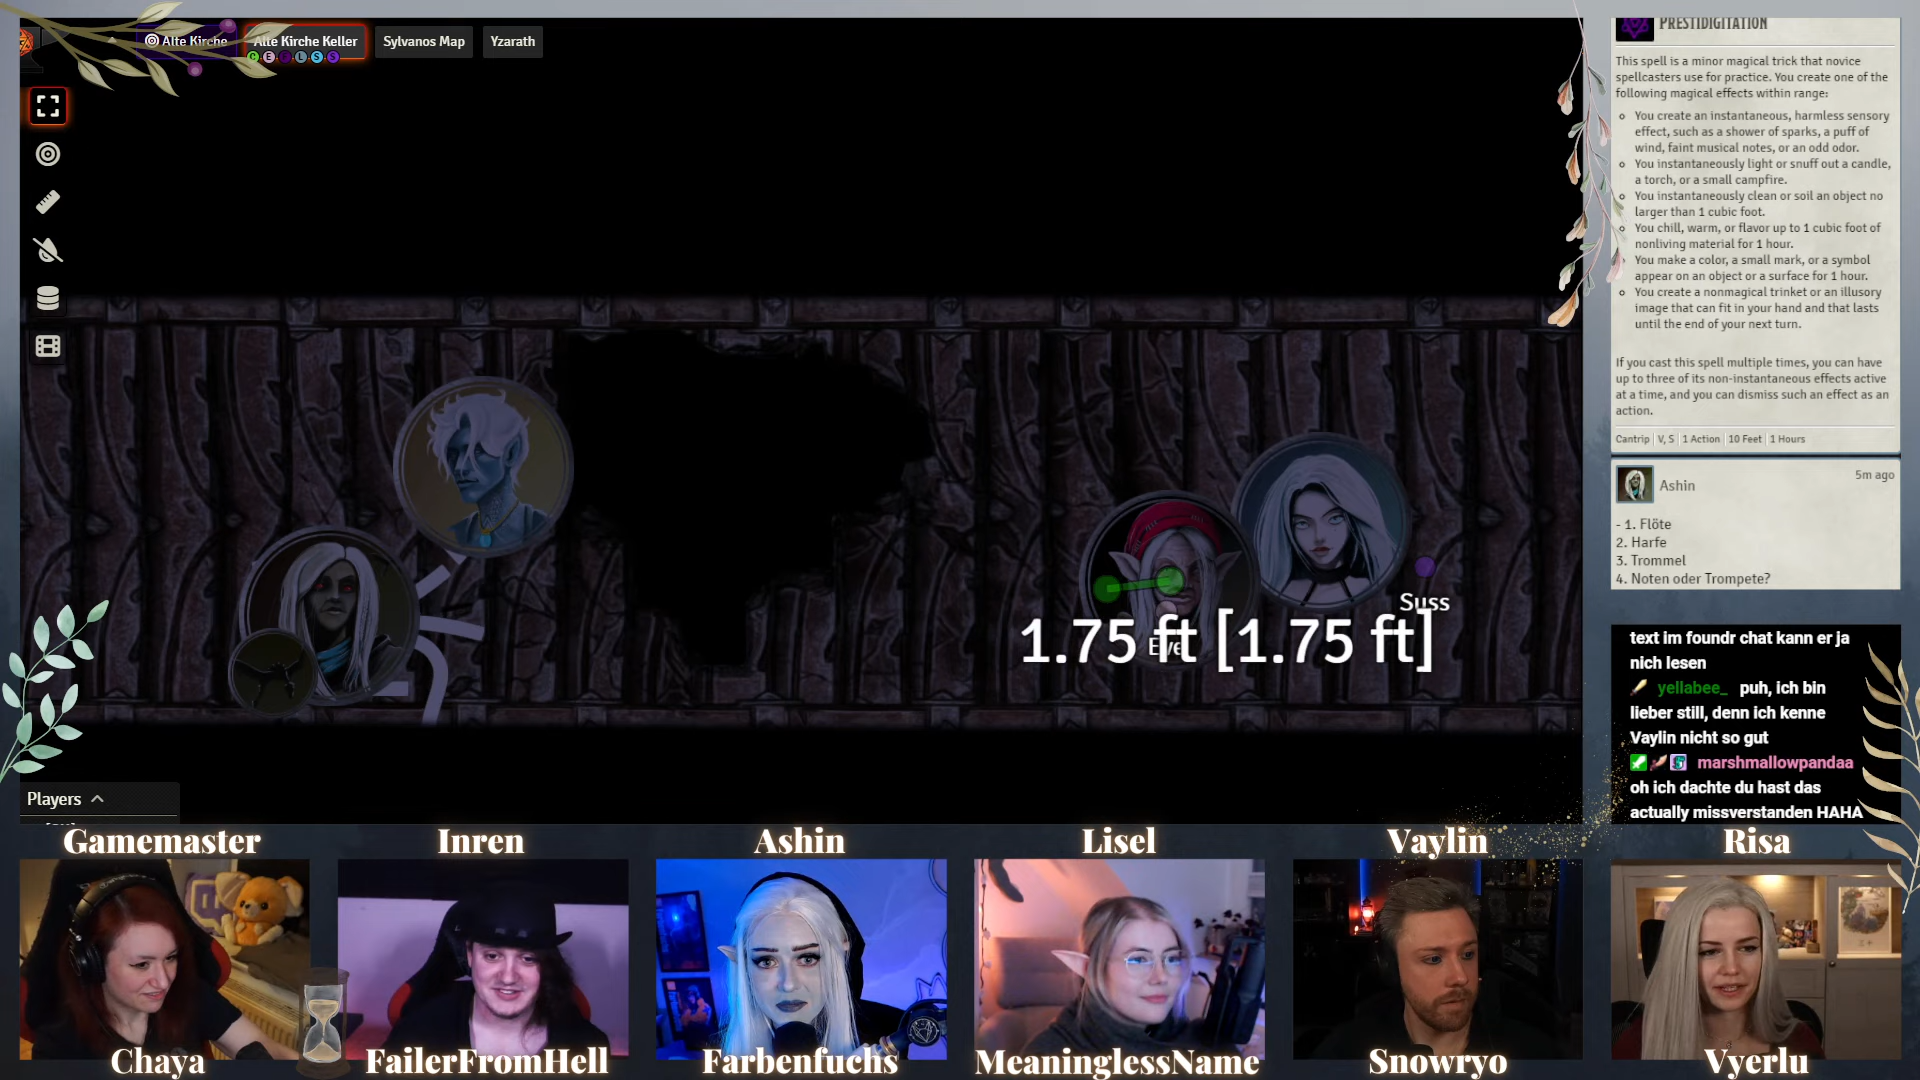 Alte Kirche
Alte Kirche Keller
Sylvanos Map
Yzarath
C E L S S
Suss
1.75 ft [1.75 ft]
Players
PRESTIDIGITATION
This spell is a minor magical trick that novice
spellcasters use for practice. You create one of the
following magical effects within range:
You create an instantaneous, harmless sensory
effect, such as a shower of sparks, a puff of
wind, faint musical notes, or an odd odor.
You instantaneously light or snuff out a candle,
a torch, or a small campfire.
You instantaneously clean or soil an object no
larger than 1 cubic foot.
You chill, warm, or flavor up to 1 cubic foot of
nonliving material for 1 hour.
You make a color, a small mark, or a symbol
appear on an object or a surface for 1 hour.
You create a nonmagical trinket or an illusory
image that can fit in your hand and that lasts
until the end of your next turn.
If you cast this spell multiple times, you can have
up to three of its non-instantaneous effects active
at a time, and you can dismiss such an effect as an
action.
Cantrip V, S 1 Action 10 Feet 1 Hours
Ashin 5m ago
- 1. Flöte
2. Harfe
3. Trommel
4. Noten oder Trompete?
text im foundr chat kann er ja
nich lesen
yellabee_ puh, ich bin
lieber still, denn ich kenne
Vaylin nicht so gut
marshmallowpandaa
oh ich dachte du hast das
actually missverstanden HAHA
Gamemaster
Inren
Ashin
Lisel
Vaylin
Risa
Chaya
FailerFromHell
Farbenfuchs
MeaninglessName
Snowryo
Vyerlu